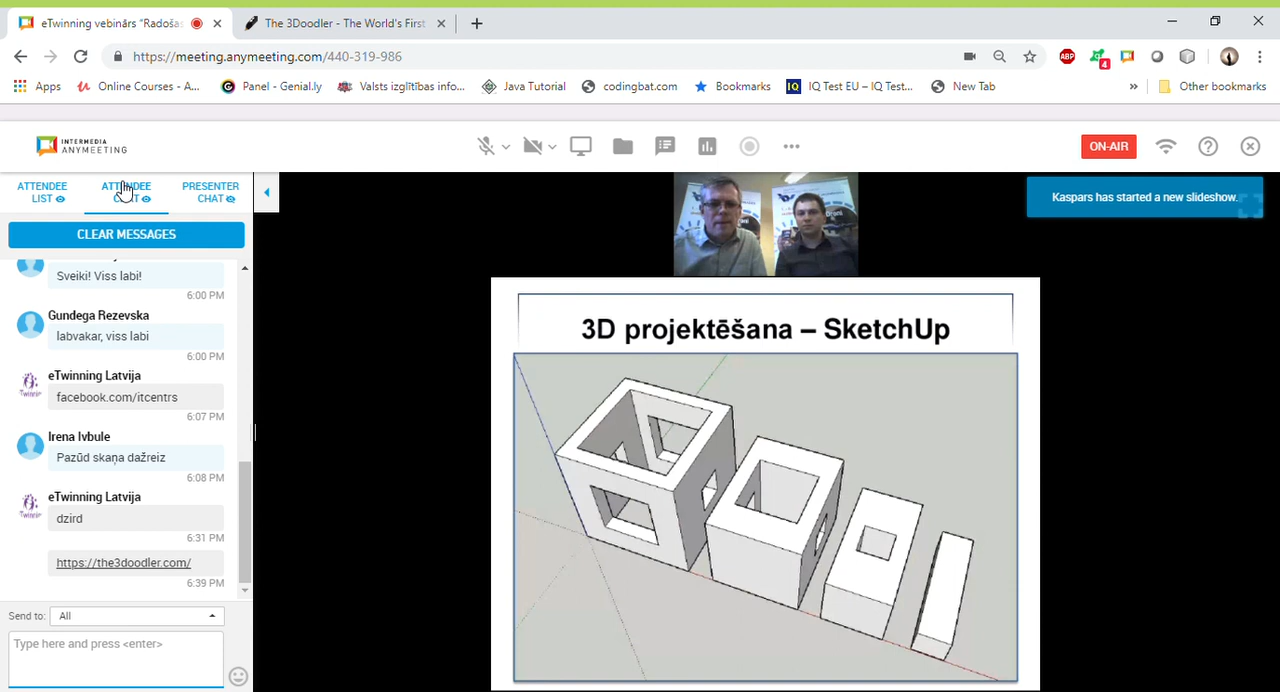 eTwinning vebinārs "Radošas
The 3Doodler - The World's First
https://meeting.anymeeting.com/440-319-986
ABP
4
Apps
Online Courses - A...
Panel - Genial.ly
Valsts izglītības info...
Java Tutorial
codingbat.com
Bookmarks
IQ
IQ Test EU – IQ Test...
New Tab
»
Other bookmarks
INTERMEDIA
ANYMEETING
ON-AIR
ATTENDEE
LIST
ATTENDEE
CHAT
PRESENTER
CHAT
Kaspars has started a new slideshow.
CLEAR MESSAGES
Sveiki! Viss labi!
6:00 PM
Gundega Rezevska
labvakar, viss labi
6:00 PM
eTwinning Latvija
facebook.com/itcentrs
6:07 PM
Irena Ivbule
Pazūd skaņa dažreiz
6:08 PM
eTwinning Latvija
dzird
6:31 PM
https://the3doodler.com/
6:39 PM
Send to:
All
Type here and press <enter>
3D projektēšana – SketchUp